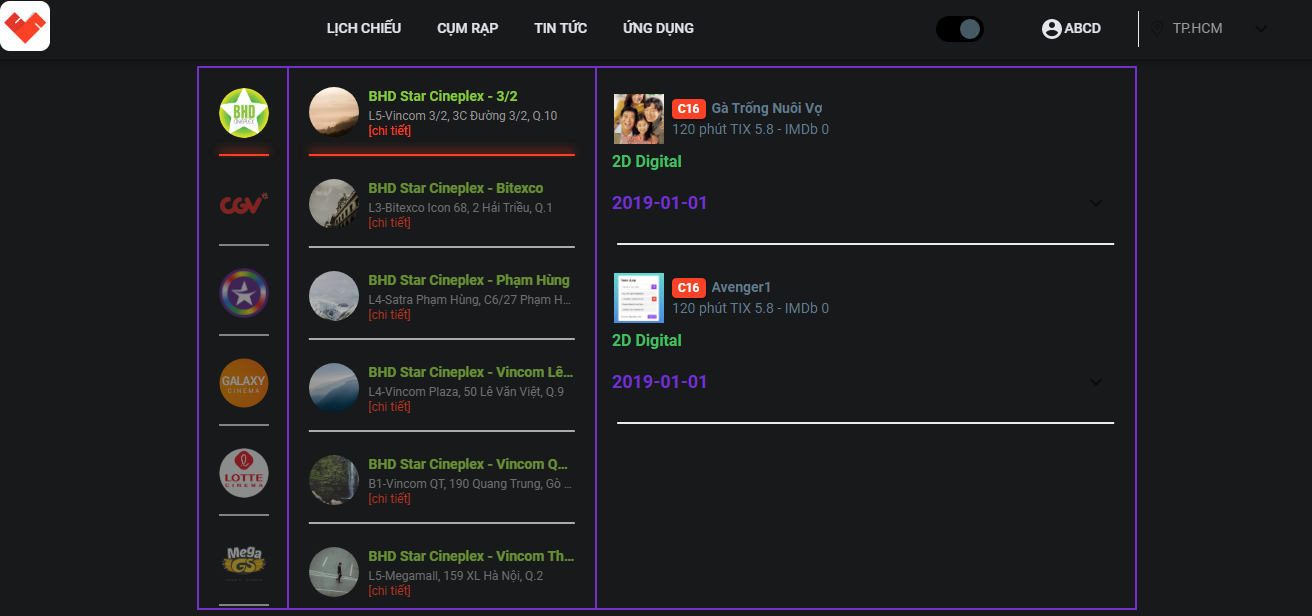 LỊCH CHIẾU CỤM RẠP TIN TỨC ỨNG DỤNG ABCD TP.HCM
BHD
CINEPLEX
CGV
GALAXY
CINEMA
LOTTE
CINEMA
Mega
GS
BHD Star Cineplex - 3/2
L5-Vincom 3/2, 3C Đường 3/2, Q.10
[chi tiết]
BHD Star Cineplex - Bitexco
L3-Bitexco Icon 68, 2 Hải Triều, Q.1
[chi tiết]
BHD Star Cineplex - Phạm Hùng
L4-Satra Phạm Hùng, C6/27 Phạm H...
[chi tiết]
BHD Star Cineplex - Vincom Lê...
L4-Vincom Plaza, 50 Lê Văn Việt, Q.9
[chi tiết]
BHD Star Cineplex - Vincom Q...
B1-Vincom QT, 190 Quang Trung, Gò ...
[chi tiết]
BHD Star Cineplex - Vincom Th...
L5-Megamall, 159 XL Hà Nội, Q.2
[chi tiết]
C16 Gà Trống Nuôi Vợ
120 phút TIX 5.8 - IMDb 0
2D Digital
2019-01-01
C16 Avenger1
120 phút TIX 5.8 - IMDb 0
2D Digital
2019-01-01